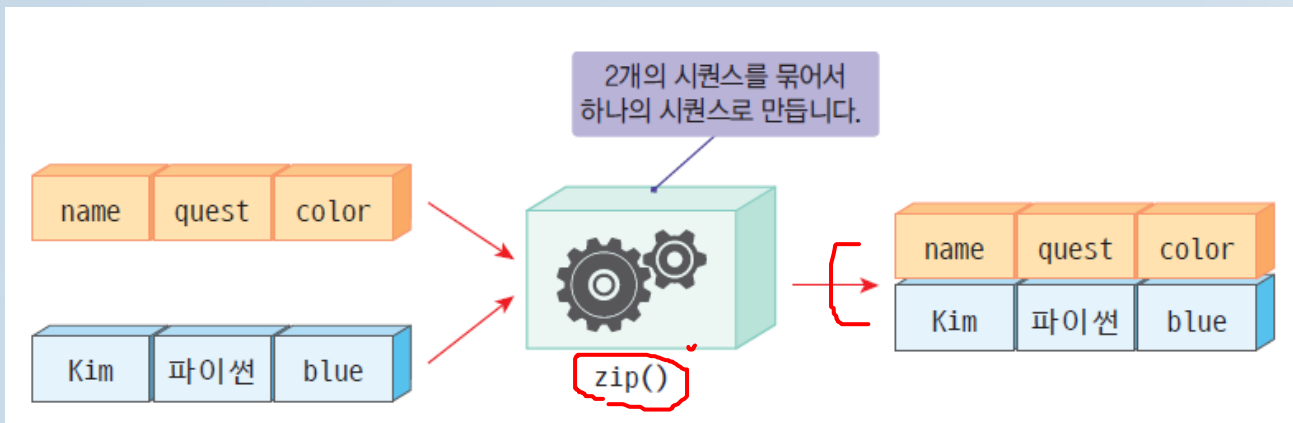 2개의 시퀀스를 묶어서
하나의 시퀀스로 만듭니다.
name quest color
Kim 파이썬 blue
zip()
name quest color
Kim 파이썬 blue